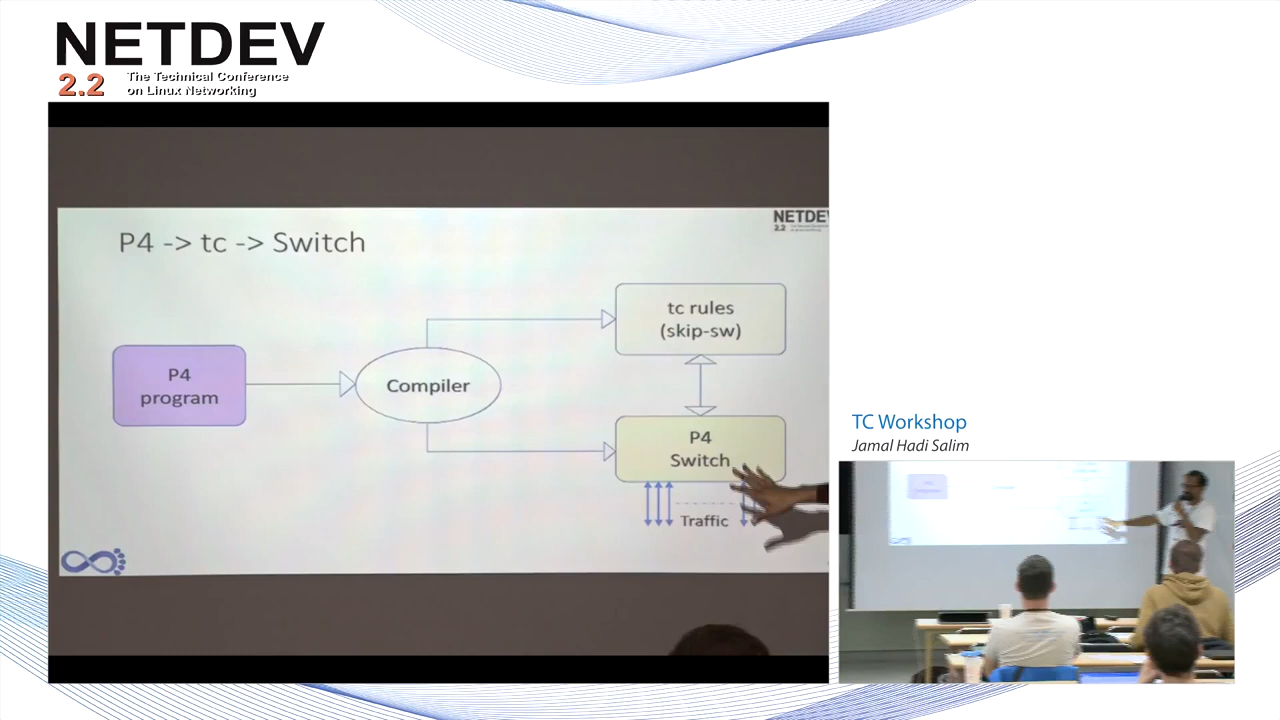 NETDEV
2.2
The Technical Conference
on Linux Networking
NETDEV
2.2
P4 -> tc -> Switch
tc rules
(skip-sw)
P4
program
Compiler
P4
Switch
Traffic
TC Workshop
Jamal Hadi Salim